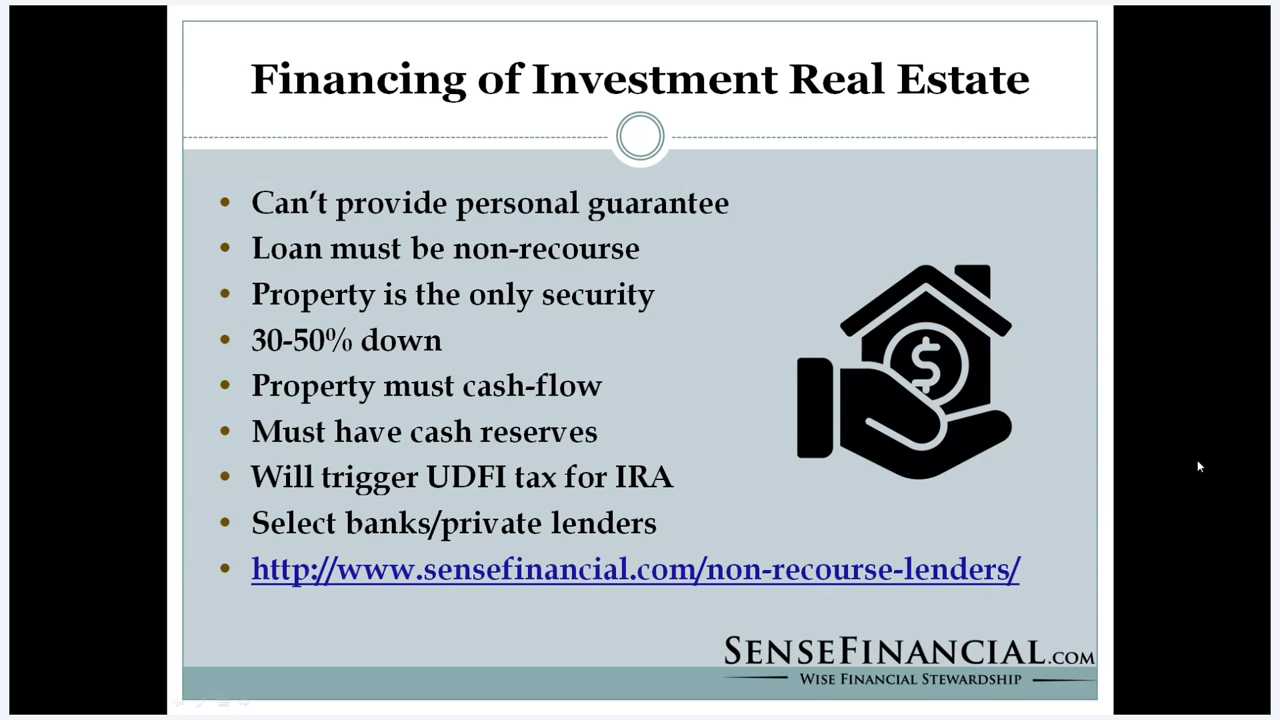 Financing of Investment Real Estate
• Can't provide personal guarantee
• Loan must be non-recourse
• Property is the only security
• 30-50% down
• Property must cash-flow
• Must have cash reserves
• Will trigger UDFI tax for IRA
• Select banks/private lenders
• http://www.sensefinancial.com/non-recourse-lenders/
$
SENSEFINANCIAL.COM
WISE FINANCIAL STEWARDSHIP